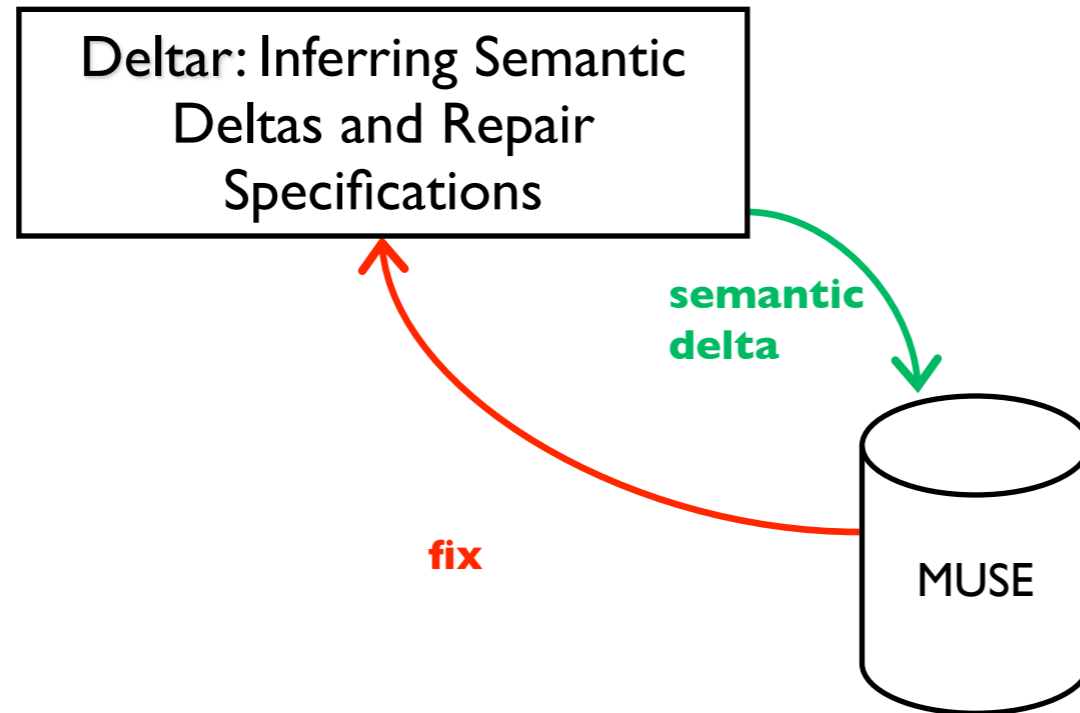 Deltar: Inferring Semantic
Deltas and Repair
Specifications
semantic
delta
fix
MUSE